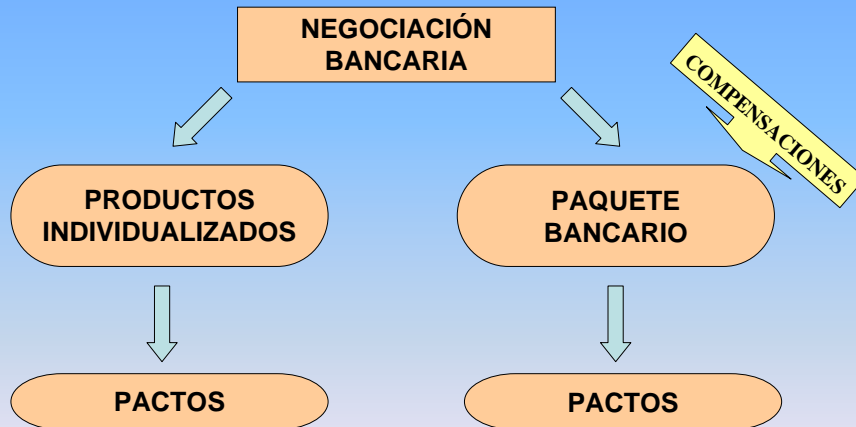 NEGOCIACIÓN
BANCARIA
COMPENSACIONES
PRODUCTOS
INDIVIDUALIZADOS
PAQUETE
BANCARIO
PACTOS
PACTOS